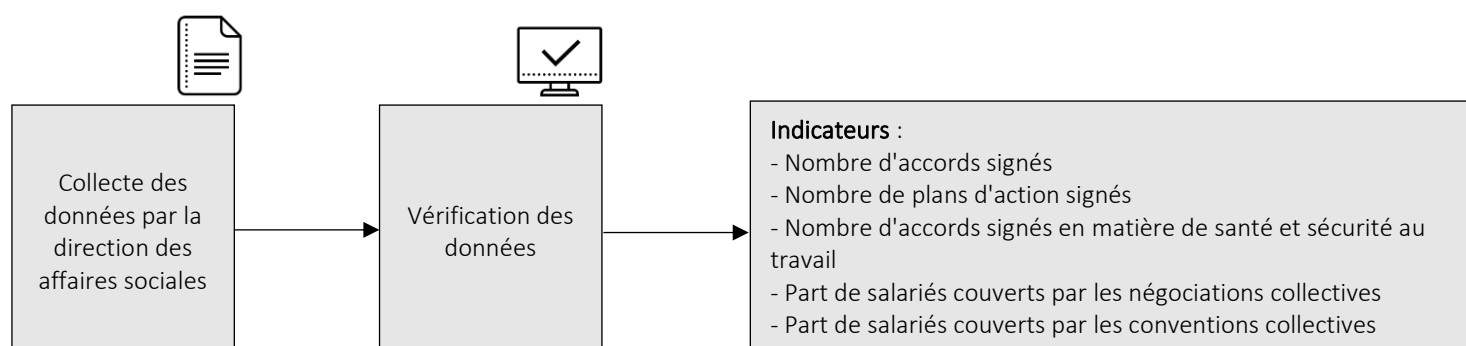 Collecte des
données par la
direction des
affaires sociales
Vérification des
données
Indicateurs :
- Nombre d'accords signés
- Nombre de plans d'action signés
- Nombre d'accords signés en matière de santé et sécurité au
travail
- Part de salariés couverts par les négociations collectives
- Part de salariés couverts par les conventions collectives